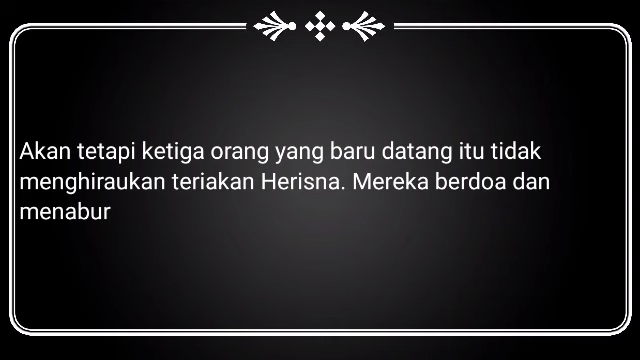 Akan tetapi ketiga orang yang baru datang itu tidak
menghiraukan teriakan Herisna. Mereka berdoa dan
menabur